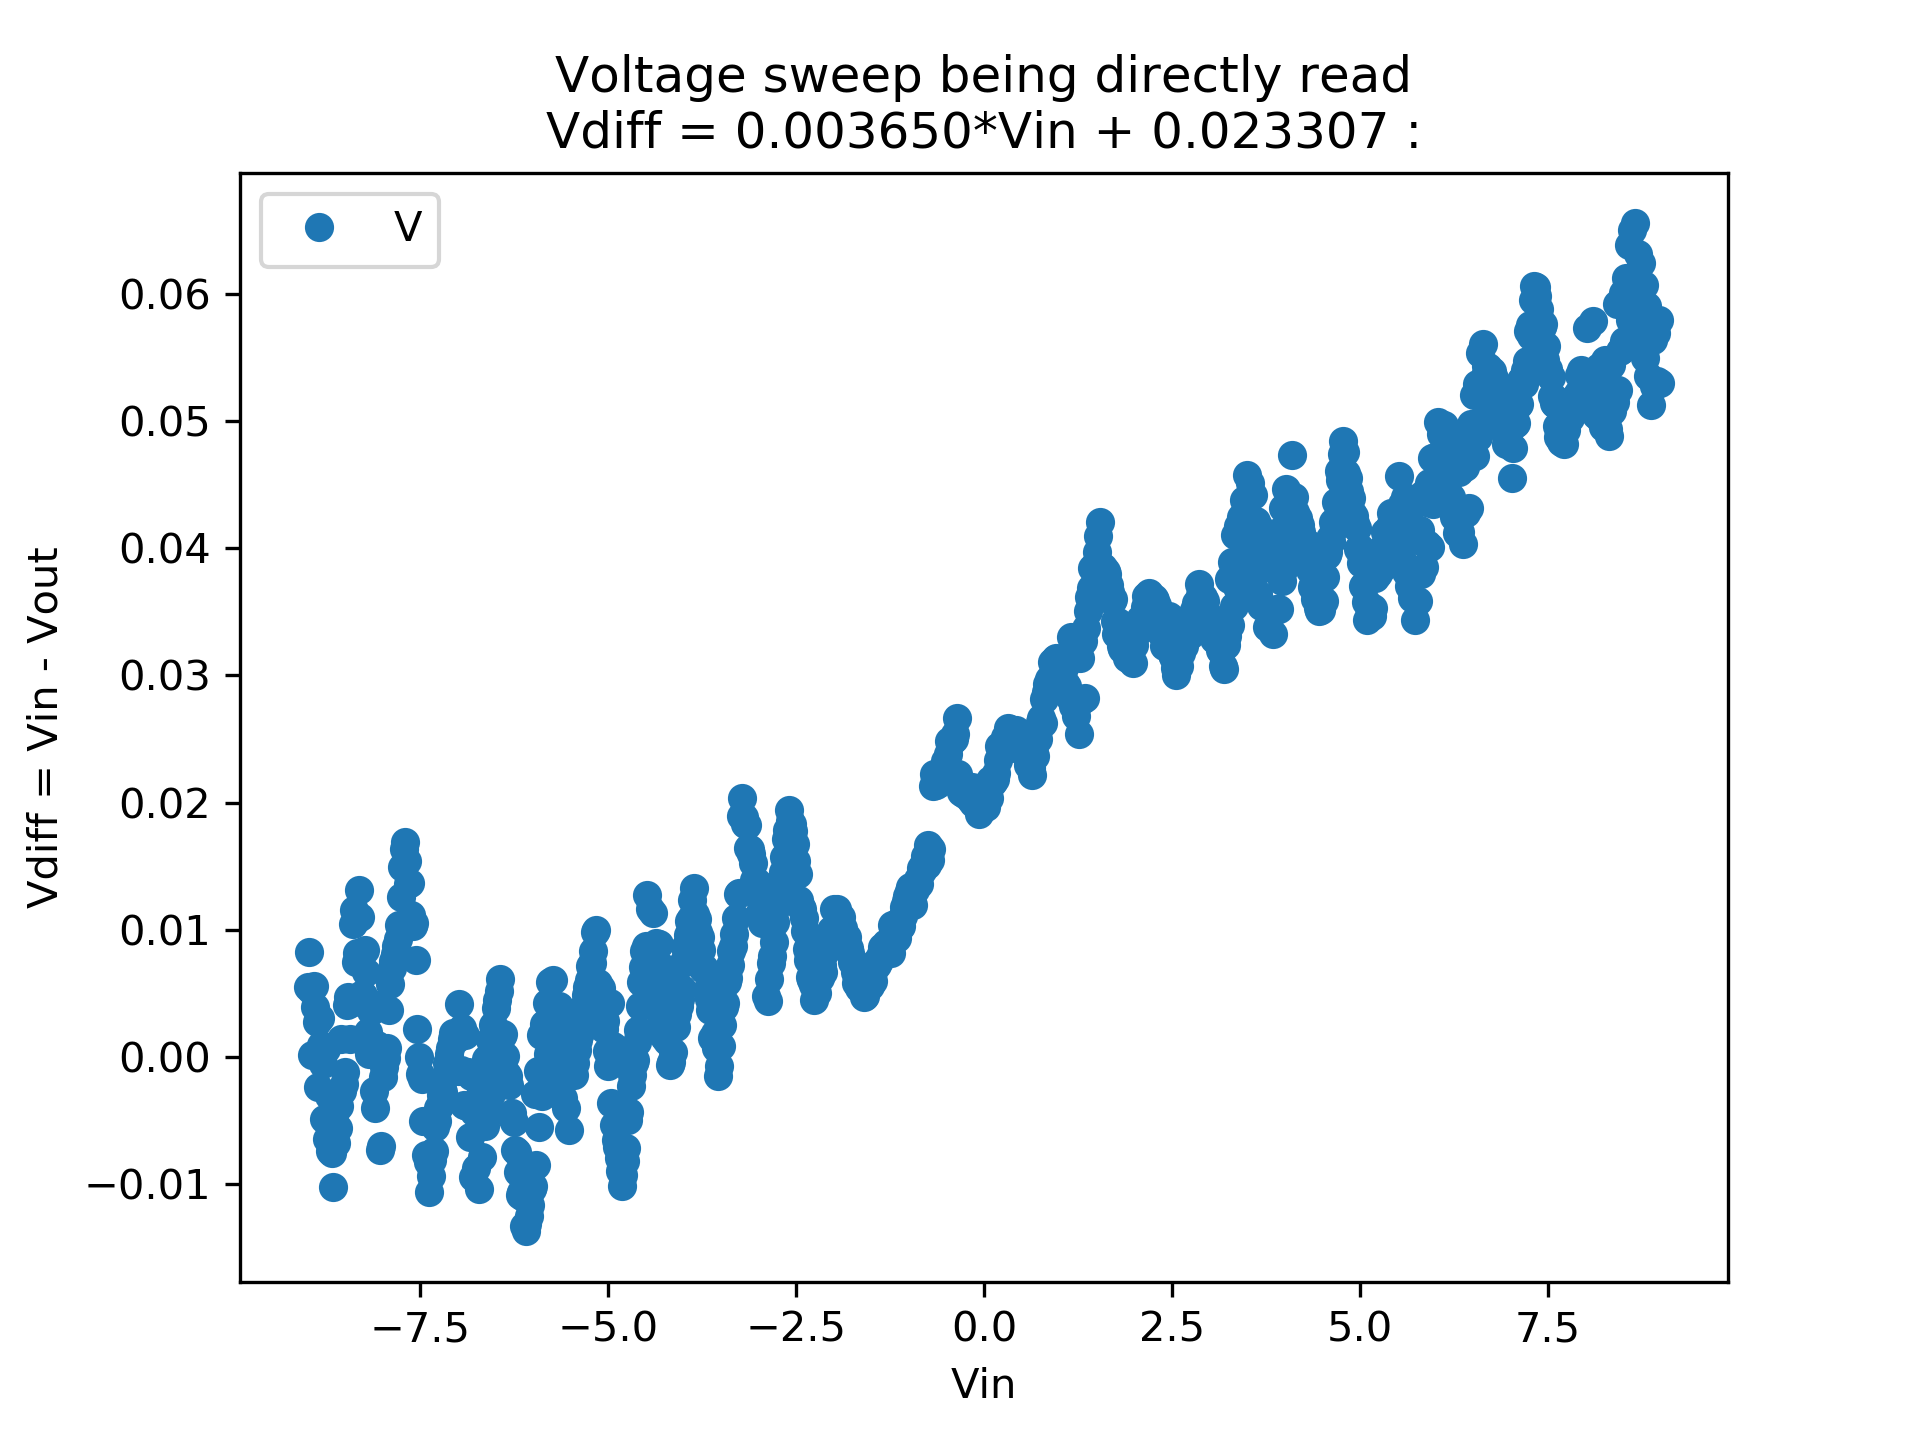 Voltage sweep being directly read
Vdiff = 0.003650*Vin + 0.023307 :
V
Vdiff = Vin - Vout
0.06
0.05
0.04
0.03
0.02
0.01
0.00
−0.01
−7.5 −5.0 −2.5 0.0 2.5 5.0 7.5
Vin